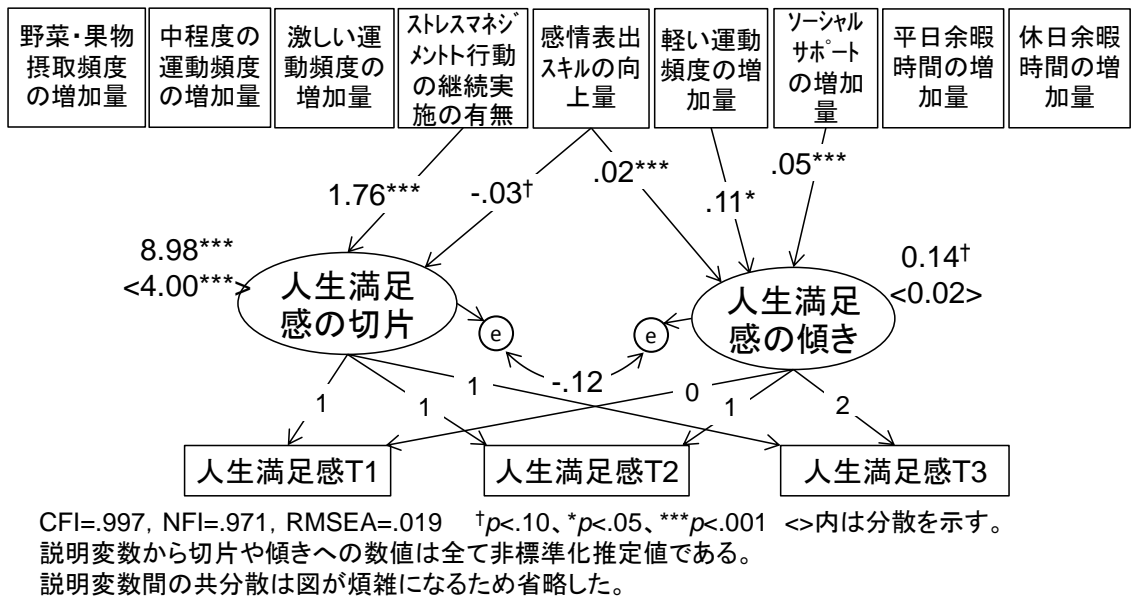 野菜・果物
摂取頻度
の増加量
中程度の
運動頻度
の増加量
激しい運
動頻度の
増加量
ストレスマネジ
メントト行動
の継続実
施の有無
感情表出
スキルの向
上量
軽い運動
頻度の増
加量
ソーシャル
サポート
の増加
量
平日余暇
時間の増
加量
休日余暇
時間の増
加量
1.76***
-.03†
.02***
.11*
.05***
8.98***
<4.00***>
人生満足
感の切片
e
e
人生満足
感の傾き
0.14†
<0.02>
-.12
1
1
1
0
1
2
人生満足感T1
人生満足感T2
人生満足感T3
CFI=.997, NFI=.971, RMSEA=.019 †p<.10、*p<.05、***p<.001 <>内は分散を示す。
説明変数から切片や傾きへの数値は全て非標準化推定値である。
説明変数間の共分散は図が煩雑になるため省略した。